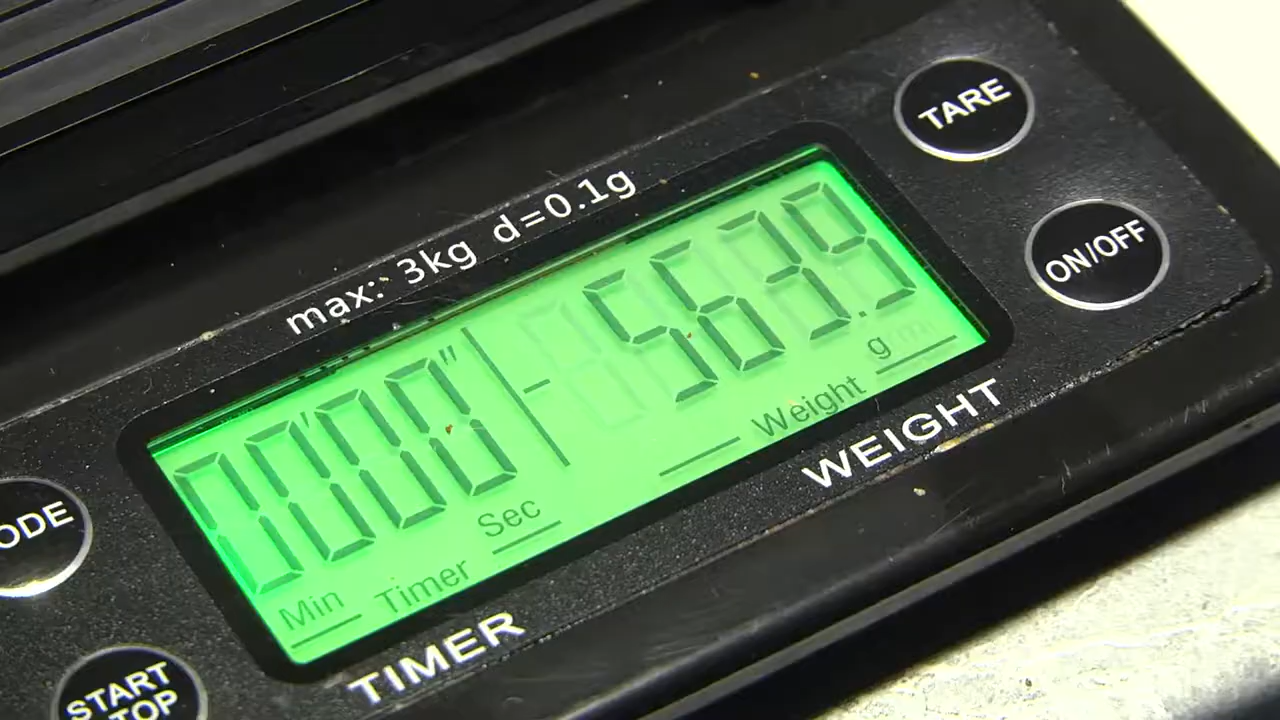 TARE
ON/OFF
max: 3kg d=0.1g
00'00" - 563.9
g
Weight
Sec
Min Timer
WEIGHT
TIMER
ODE
START
TOP